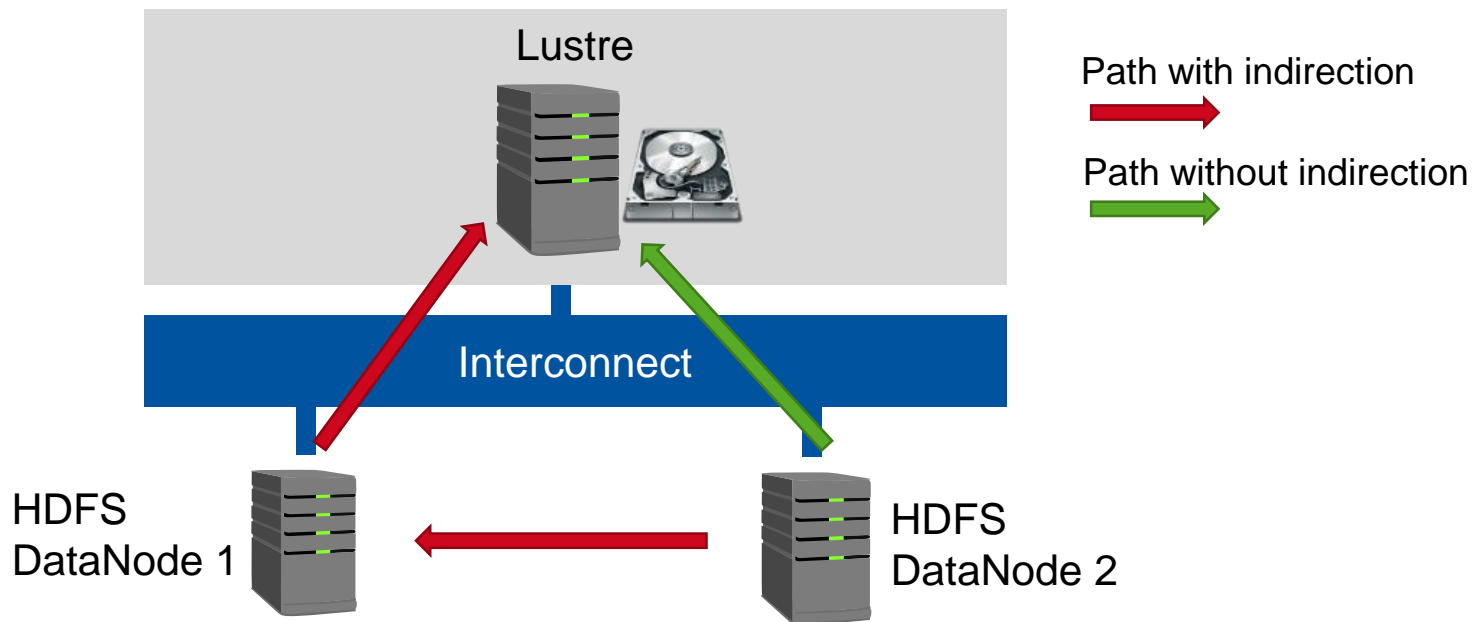 Lustre
Path with indirection
Path without indirection
Interconnect
HDFS
DataNode 1
HDFS
DataNode 2